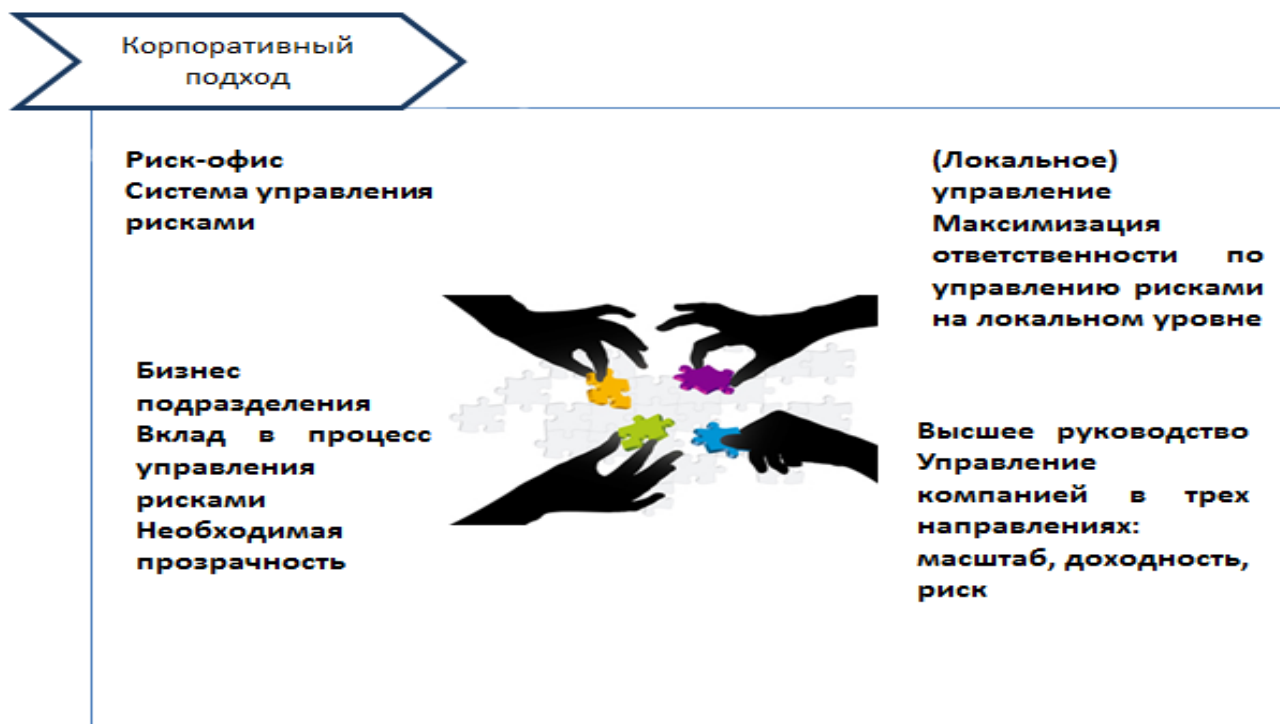 Корпоративный
подход
Риск-офис
Система управления
рисками
(Локальное)
управление
Максимизация
ответственности по
управлению рисками
на локальном уровне
Бизнес
подразделения
Вклад в процесс
управления
рисками
Необходимая
прозрачность
Высшее руководство
Управление
компанией в трех
направлениях:
масштаб, доходность,
риск